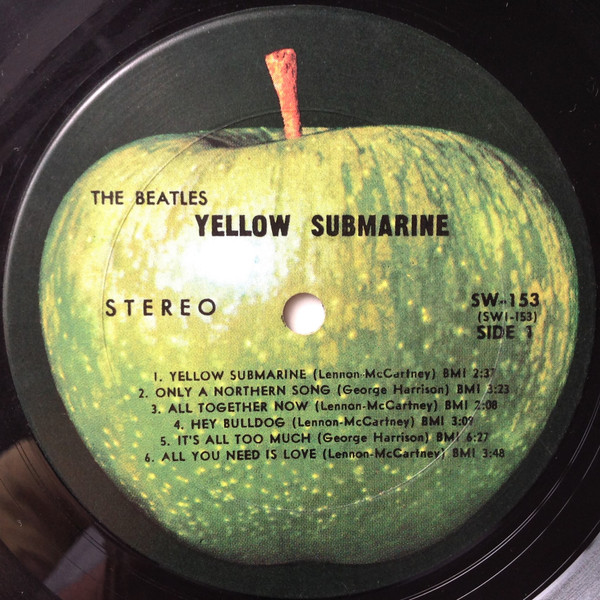 THE BEATLES
YELLOW SUBMARINE
STEREO
SW-153
(SW1-153)
SIDE 1
1. YELLOW SUBMARINE (Lennon-McCartney) BMI 2:37
2. ONLY A NORTHERN SONG (George Harrison) BMI 3:23
3. ALL TOGETHER NOW (Lennon-McCartney) BMI 2:08
4. HEY BULLDOG (Lennon-McCartney) BMI 3:09
5. IT'S ALL TOO MUCH (George Harrison) BMI 6:27
6. ALL YOU NEED IS LOVE (Lennon-McCartney) BMI 3:48